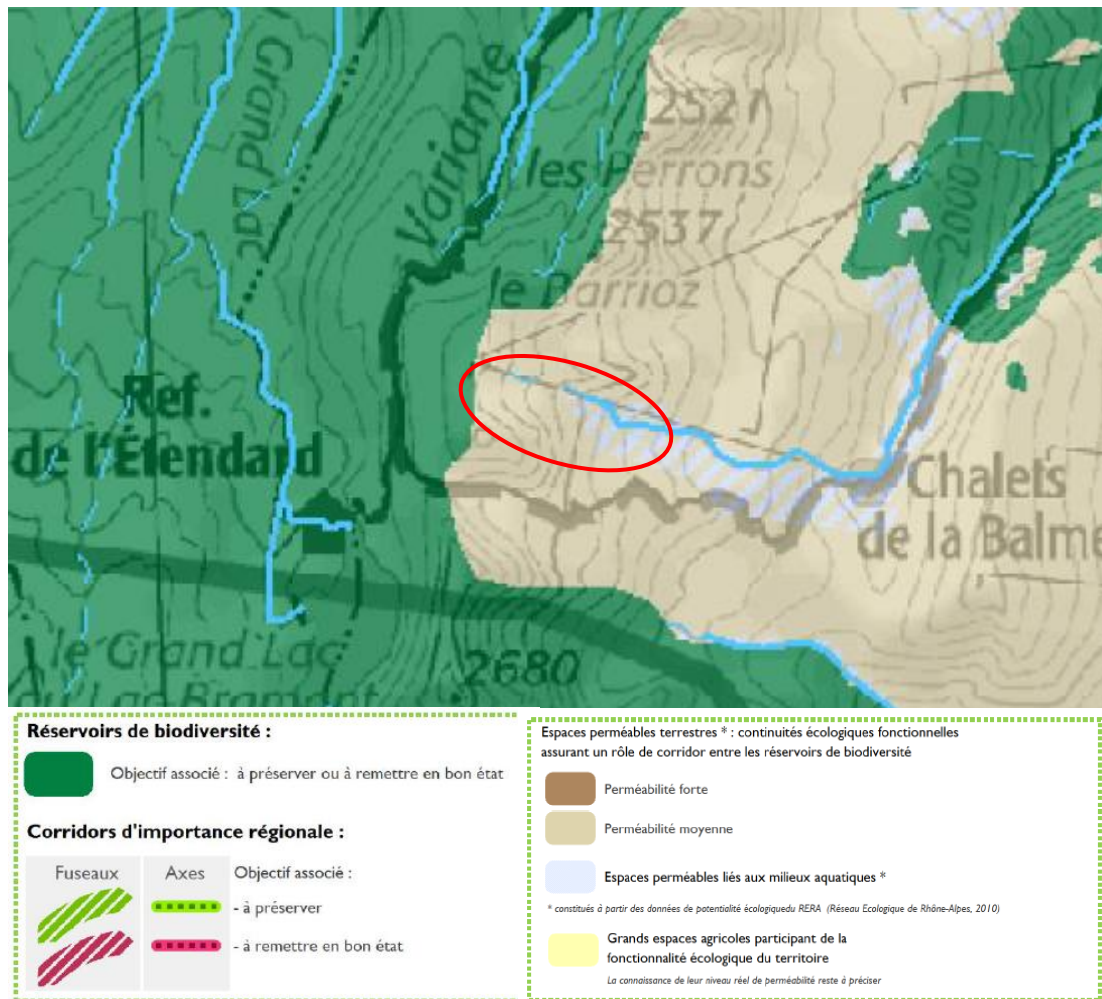 Grand Lac
Variante
2527
les Perrons
2537
le Barrioz
2000
Ref.
de l'Étendard
Chalets
de la Balme
le Grand Lac
2680
Lac Bramant
Réservoirs de biodiversité :
Objectif associé : à préserver ou à remettre en bon état
Corridors d'importance régionale :
Fuseaux
Axes
Objectif associé :
- à préserver
- à remettre en bon état
Espaces perméables terrestres * : continuités écologiques fonctionnelles
assurant un rôle de corridor entre les réservoirs de biodiversité
Perméabilité forte
Perméabilité moyenne
Espaces perméables liés aux milieux aquatiques *
* constitués à partir des données de potentialité écologiquedu RERA (Réseau Ecologique de Rhône-Alpes, 2010)
Grands espaces agricoles participant de la
fonctionnalité écologique du territoire
La connaissance de leur niveau réel de perméabilité reste à préciser